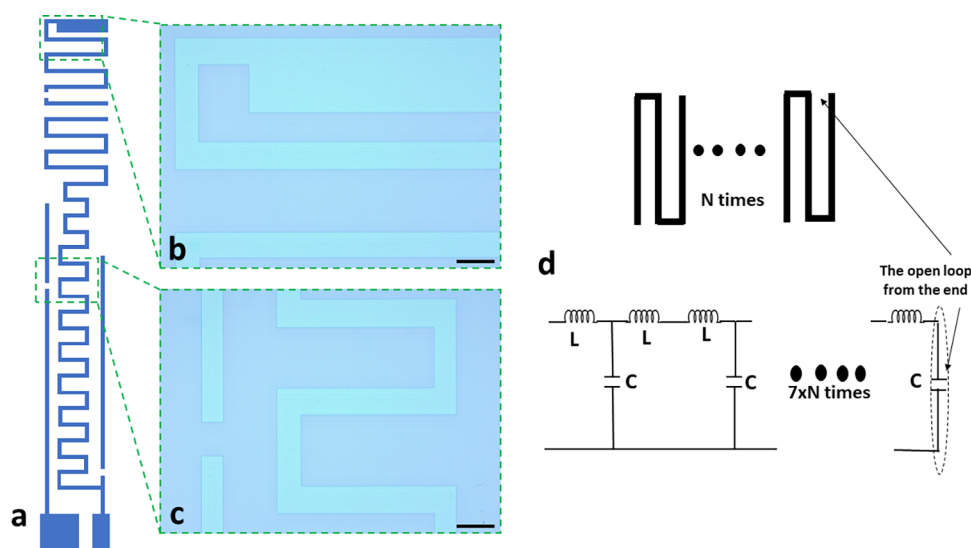 b
N times
a
c
d
The open loop
from the end
L
L
L
C
C
C
7xN times